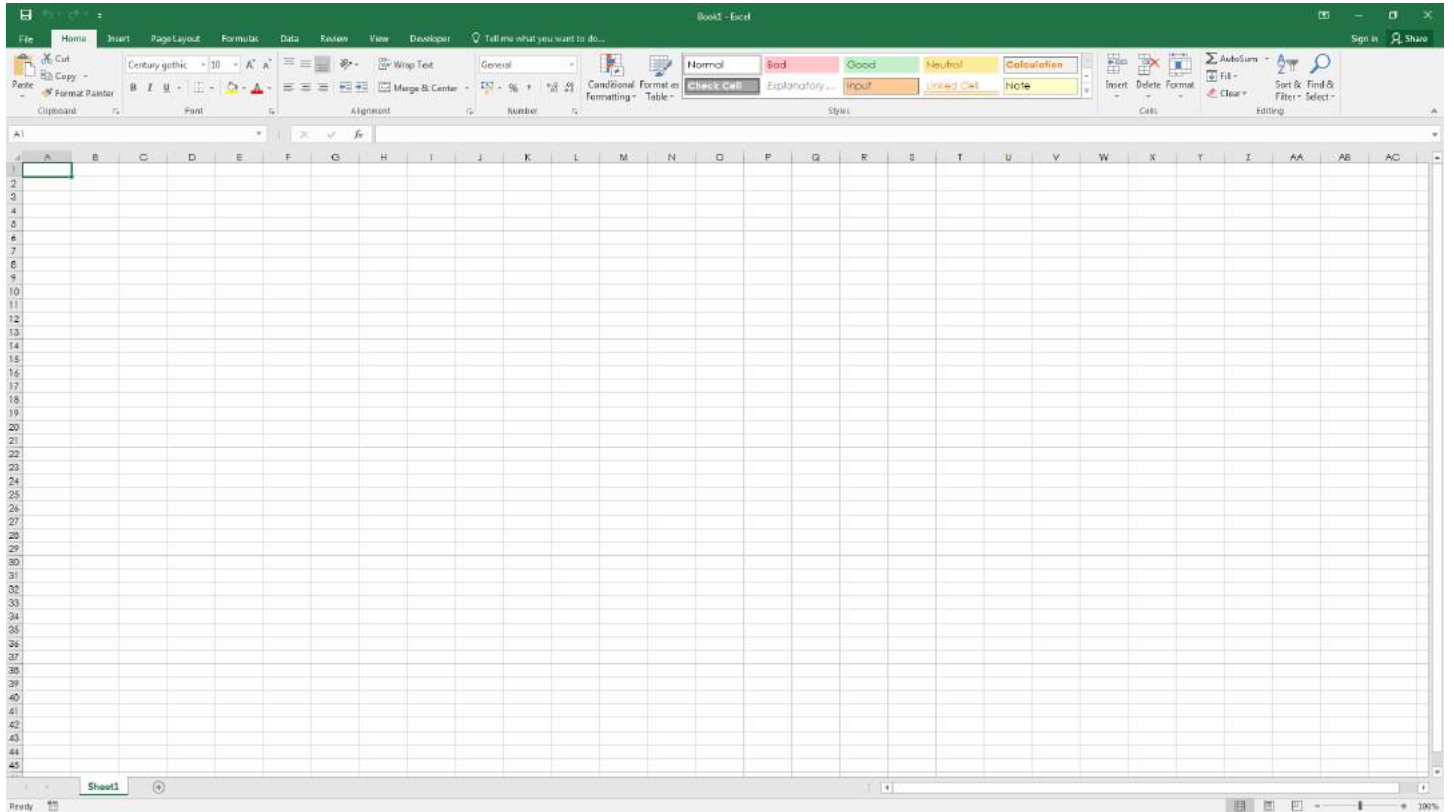 Book1 - Excel
File Home Insert Page Layout Formulas Data Review View Developer Tell me what you want to do... Sign in Share
Cut
Copy
Format Painter
Paste
Clipboard
Century gothic 10
B I U
Font
Wrap Text
Merge & Center
Alignment
General
% ,
Number
Conditional Formatting
Format as Table
Normal Bad Good Neutral Calculation
Check Cell Explanatory ... Input Linked Cell Note
Styles
Insert Delete Format
Cells
AutoSum
Fill
Clear
Sort & Filter
Find & Select
Editing
A1 fx
A B C D E F G H I J K L M N O P Q R S T U V W X Y Z AA AB AC
1
2
3
4
5
6
7
8
9
10
11
12
13
14
15
16
17
18
19
20
21
22
23
24
25
26
27
28
29
30
31
32
33
34
35
36
37
38
39
40
41
42
43
44
45
Sheet1
Ready 100%